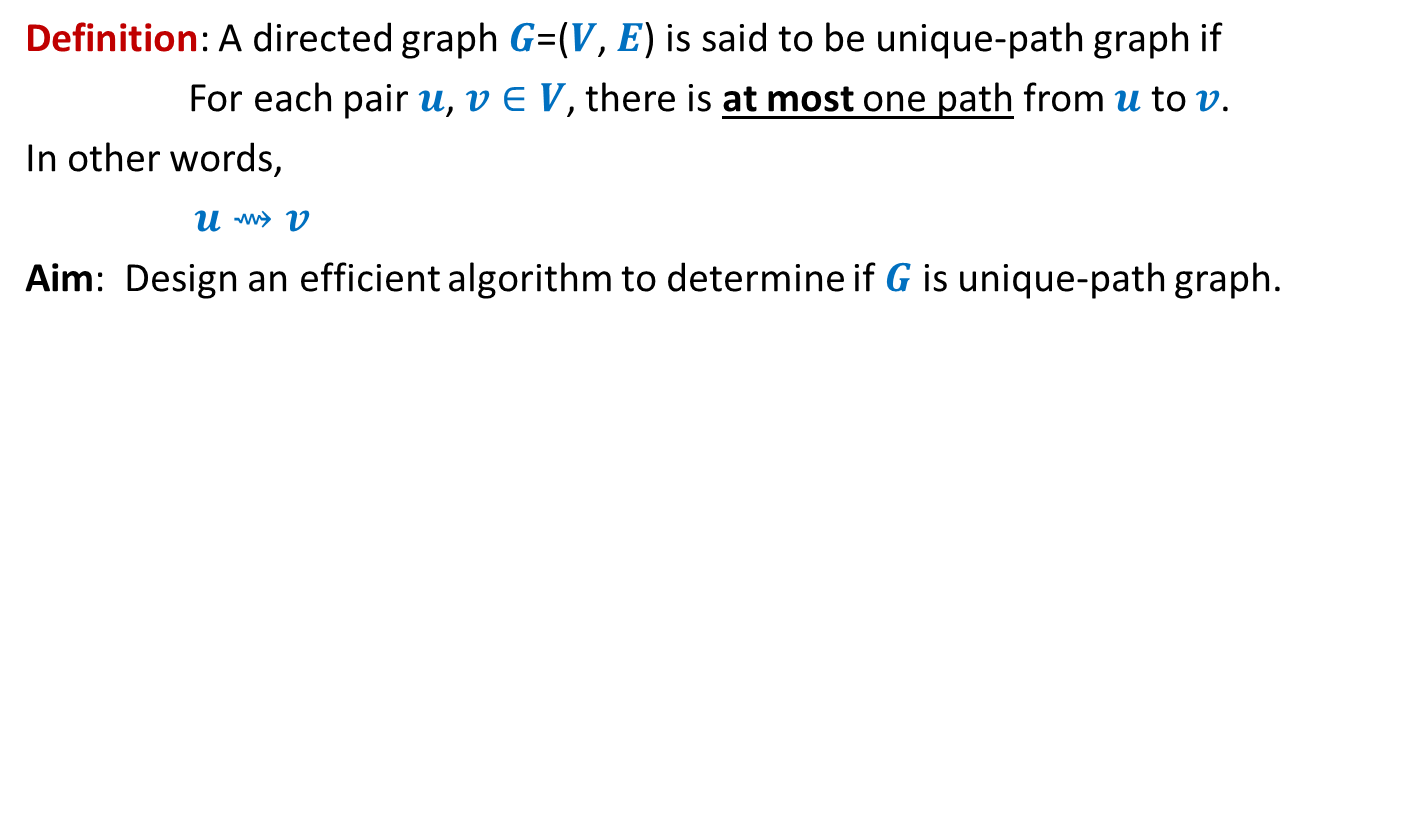 Definition: A directed graph G=(V, E) is said to be unique-path graph if
For each pair u, v ∈ V, there is at most one path from u to v.
In other words,
u ⇝ v
Aim: Design an efficient algorithm to determine if G is unique-path graph.